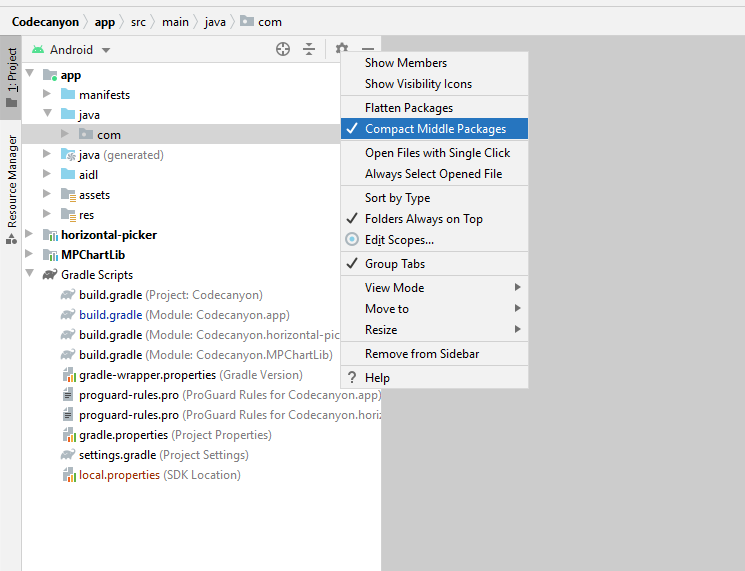 Codecanyon app src main java com
1: Project
Resource Manager
Android
app
manifests
java
com
java (generated)
aidl
assets
res
horizontal-picker
MPChartLib
Gradle Scripts
build.gradle (Project: Codecanyon)
build.gradle (Module: Codecanyon.app)
build.gradle (Module: Codecanyon.horizontal-pic
build.gradle (Module: Codecanyon.MPChartLib)
gradle-wrapper.properties (Gradle Version)
proguard-rules.pro (ProGuard Rules for Codecanyon.app)
proguard-rules.pro (ProGuard Rules for Codecanyon.horiz
gradle.properties (Project Properties)
settings.gradle (Project Settings)
local.properties (SDK Location)
Show Members
Show Visibility Icons
Flatten Packages
Compact Middle Packages
Open Files with Single Click
Always Select Opened File
Sort by Type
Folders Always on Top
Edit Scopes...
Group Tabs
View Mode
Move to
Resize
Remove from Sidebar
? Help